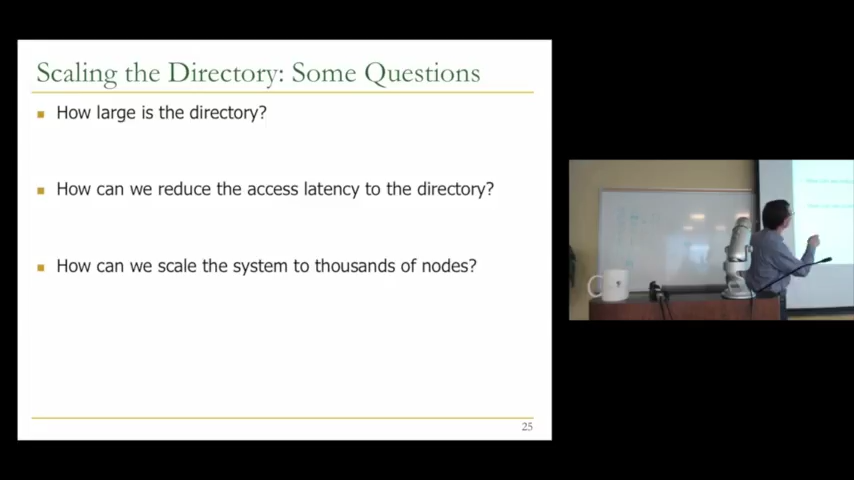 Scaling the Directory: Some Questions
How large is the directory?
How can we reduce the access latency to the directory?
How can we scale the system to thousands of nodes?
25